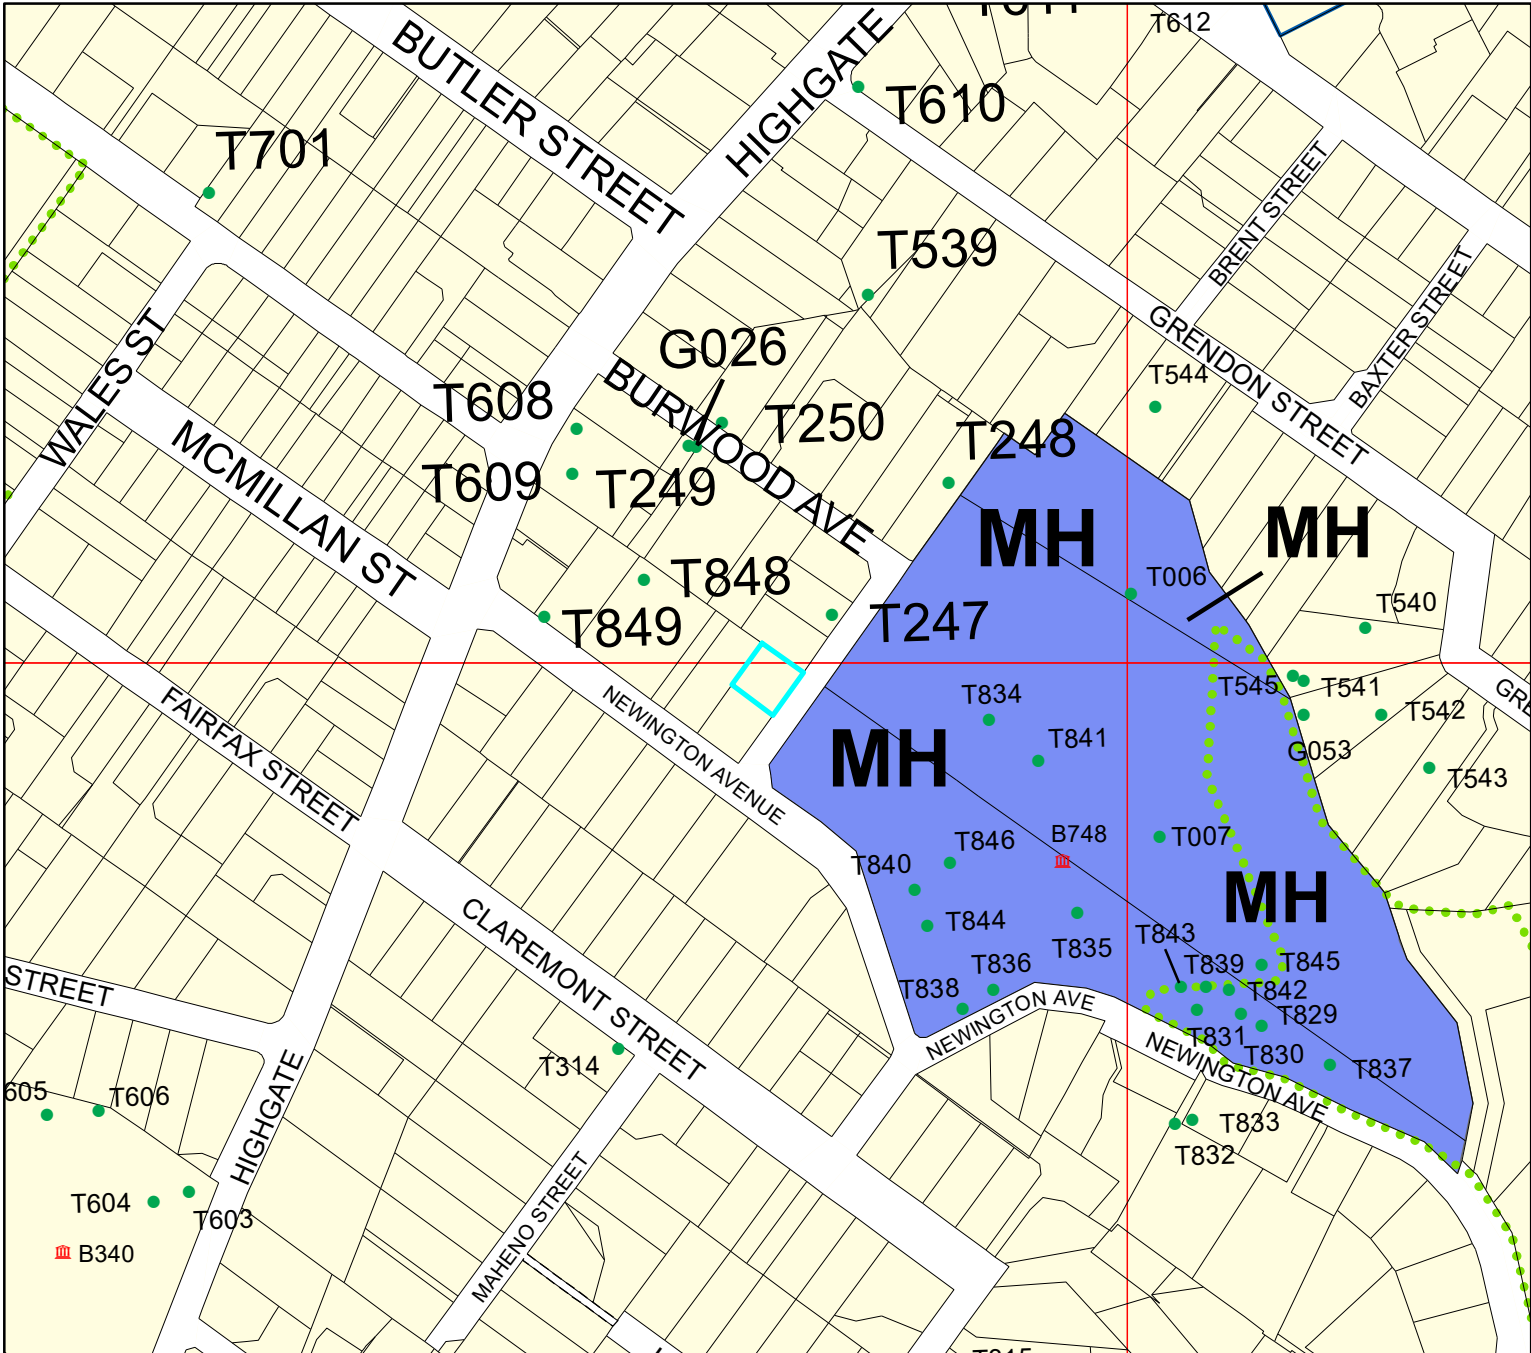 T612
BUTLER STREET
HIGHGATE
T610
T701
BRENT STREET
T539
BAXTER STREET
GRENDON STREET
WALES ST
G026
T544
T608
BURWOOD AVE
T250
T248
MCMILLAN ST
T609
T249
MH
MH
T006
T848
T540
T849
T247
FAIRFAX STREET
NEWINGTON AVENUE
T834
T545
T541
T542
GRE
T841
G053
MH
T543
T846
B748
T007
T840
MH
CLAREMONT STREET
T844
T835
T843
STREET
T836
T839
T845
T838
T842
NEWINGTON AVE
T829
T831
T830
NEWINGTON AVE
T314
T837
605
T606
HIGHGATE
T833
T832
MAHENO STREET
T604
T603
B340